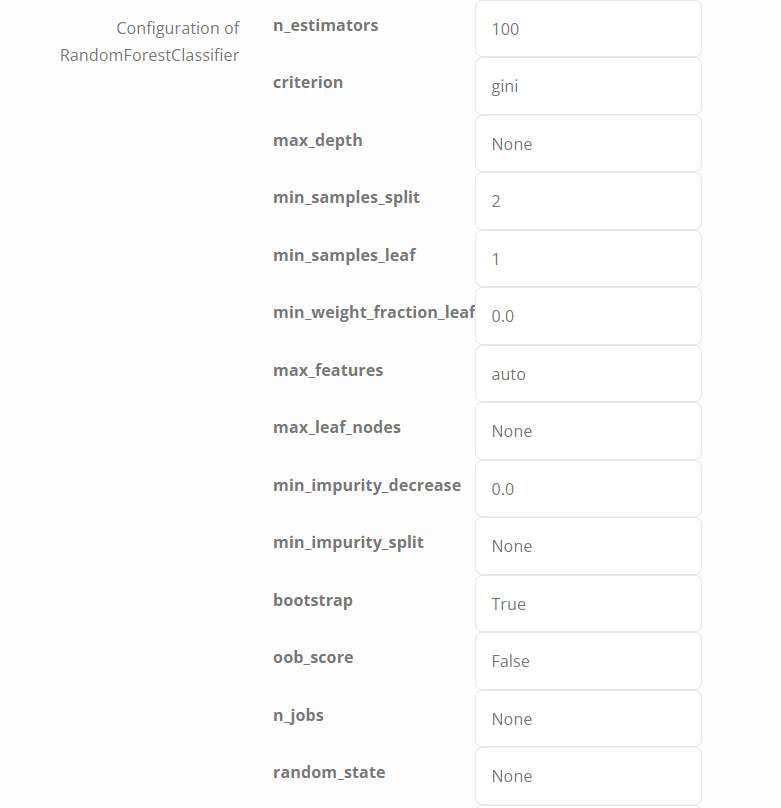 Configuration of
RandomForestClassifier
n_estimators 100
criterion gini
max_depth None
min_samples_split 2
min_samples_leaf 1
min_weight_fraction_leaf 0.0
max_features auto
max_leaf_nodes None
min_impurity_decrease 0.0
min_impurity_split None
bootstrap True
oob_score False
n_jobs None
random_state None